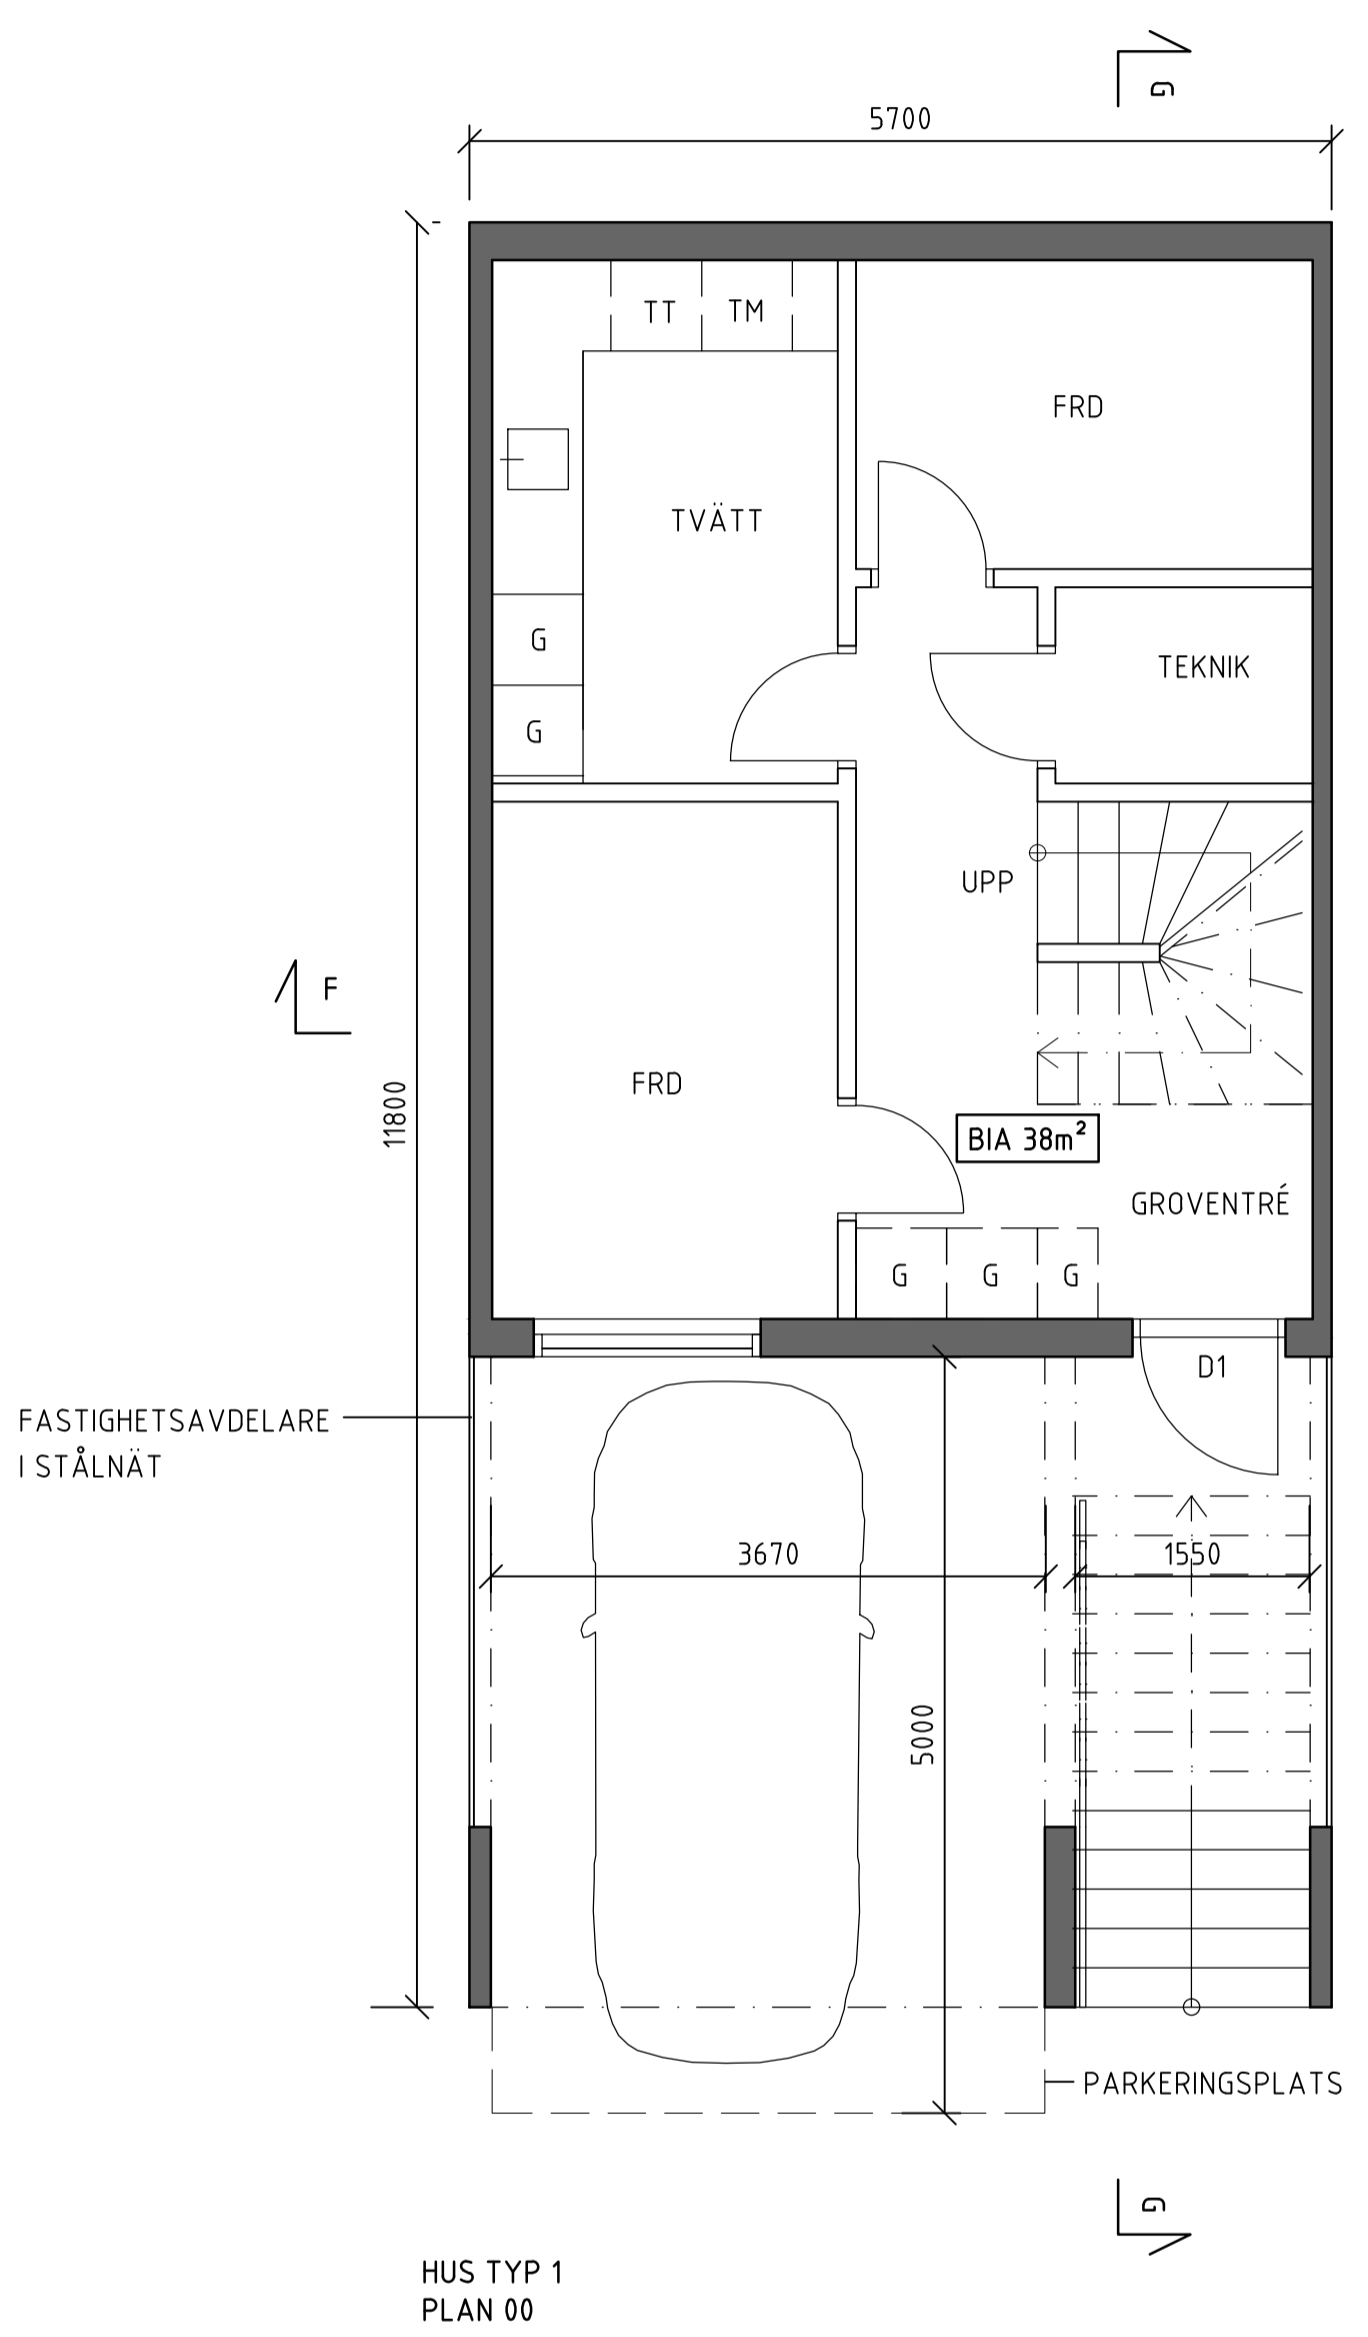 G
5700
TT
TM
FRD
TVÄTT
G
TEKNIK
G
UPP
F
FRD
11800
BIA 38m²
GROVENTRÉ
G
G
G
D1
FASTIGHETSAVDELARE
I STÅLNÄT
3670
1550
5000
PARKERINGSPLATS
G
HUS TYP 1
PLAN 00